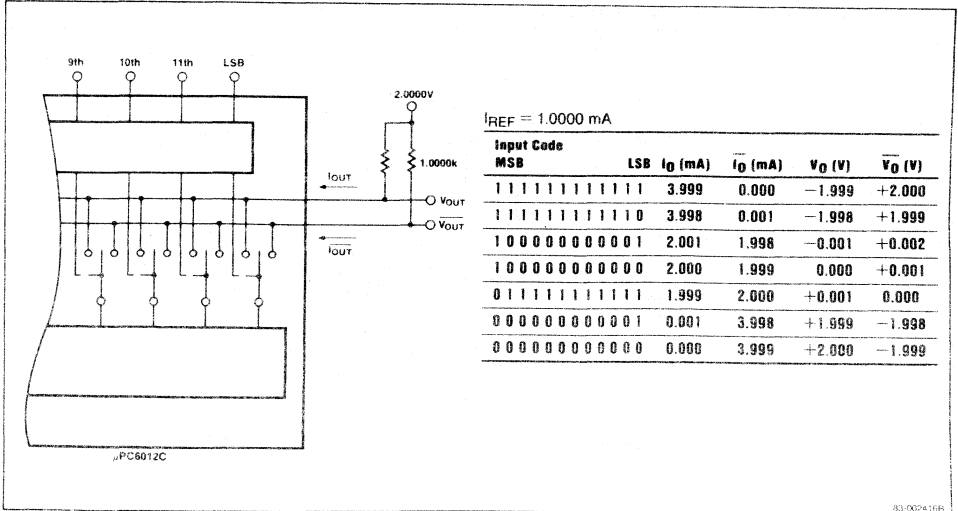 9th 10th 11th LSB
2.0000V
1.0000k
IOUT
VOUT
V̅O̅U̅T̅
I̅O̅U̅T̅
μPC6012C
IREF = 1.0000 mA
Input Code
MSB LSB IO (mA) I̅O̅ (mA) VO (V) V̅O̅ (V)
1 1 1 1 1 1 1 1 1 1 1 1 3.999 0.000 −1.999 +2.000
1 1 1 1 1 1 1 1 1 1 1 0 3.998 0.001 −1.998 +1.999
1 0 0 0 0 0 0 0 0 0 0 1 2.001 1.998 −0.001 +0.002
1 0 0 0 0 0 0 0 0 0 0 0 2.000 1.999 0.000 +0.001
0 1 1 1 1 1 1 1 1 1 1 1 1.999 2.000 +0.001 0.000
0 0 0 0 0 0 0 0 0 0 0 1 0.001 3.998 +1.999 −1.998
0 0 0 0 0 0 0 0 0 0 0 0 0.000 3.999 +2.000 −1.999
83-002416B